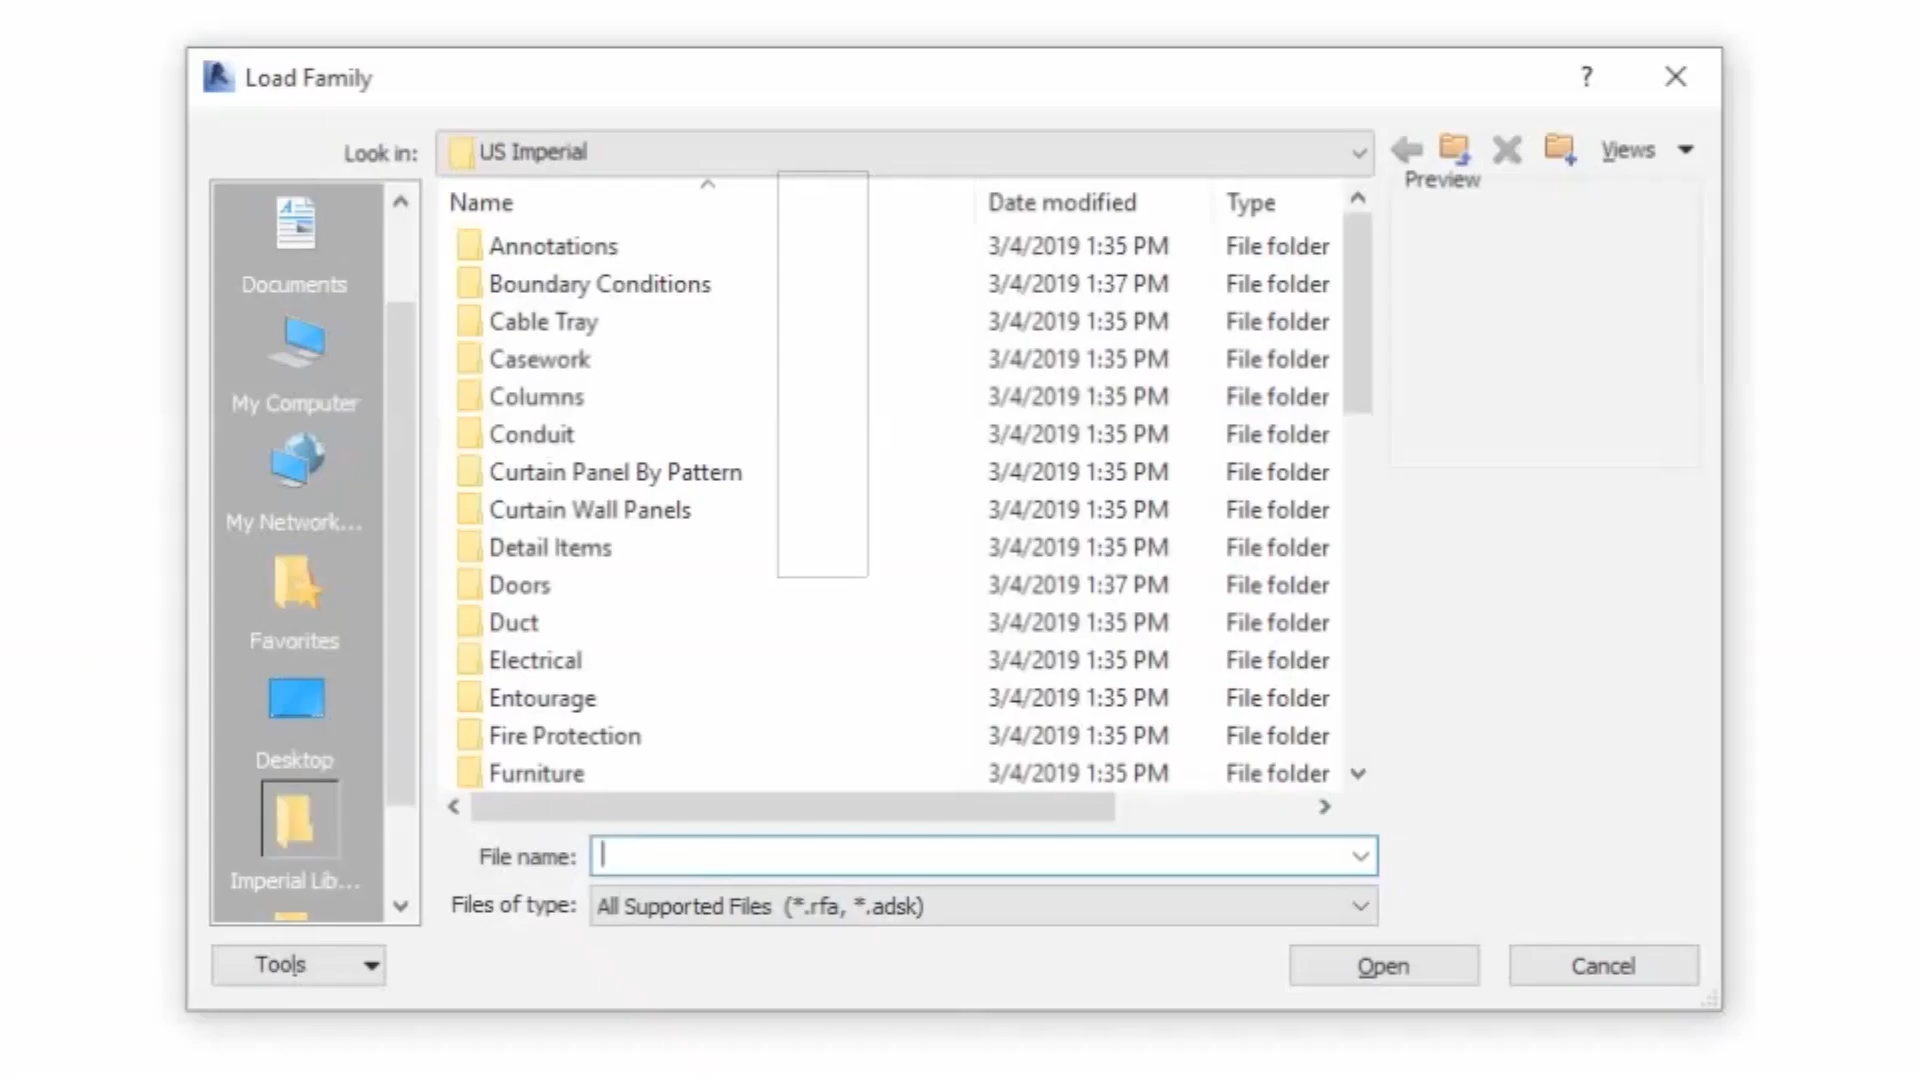 Load Family
?
Look in: US Imperial Views
Preview
Name Date modified Type
Annotations 3/4/2019 1:35 PM File folder
Boundary Conditions 3/4/2019 1:37 PM File folder
Cable Tray 3/4/2019 1:35 PM File folder
Casework 3/4/2019 1:35 PM File folder
Columns 3/4/2019 1:35 PM File folder
Conduit 3/4/2019 1:35 PM File folder
Curtain Panel By Pattern 3/4/2019 1:35 PM File folder
Curtain Wall Panels 3/4/2019 1:35 PM File folder
Detail Items 3/4/2019 1:35 PM File folder
Doors 3/4/2019 1:37 PM File folder
Duct 3/4/2019 1:35 PM File folder
Electrical 3/4/2019 1:35 PM File folder
Entourage 3/4/2019 1:35 PM File folder
Fire Protection 3/4/2019 1:35 PM File folder
Furniture 3/4/2019 1:35 PM File folder
Documents
My Computer
My Network...
Favorites
Desktop
Imperial Lib...
File name:
Files of type: All Supported Files (*.rfa, *.adsk)
Tools
Open
Cancel